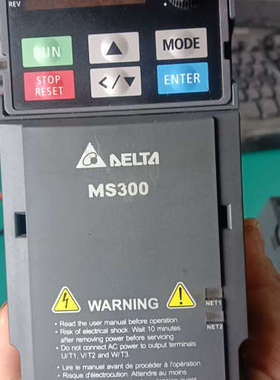 REV
RUN
MODE
STOP
RESET
ENTER
DELTA
MS300
WARNING
• Read the user manual before operation.
• Risk of electrical shock. Wait 10 minutes
after removing power before servicing
• Do not connect AC power to output terminals
U/T1, V/T2 and W/T3.
NET1
NET2
• Lire le manuel avant de procéder à l'opération
• Risque d'électrocution. Attendre au moins